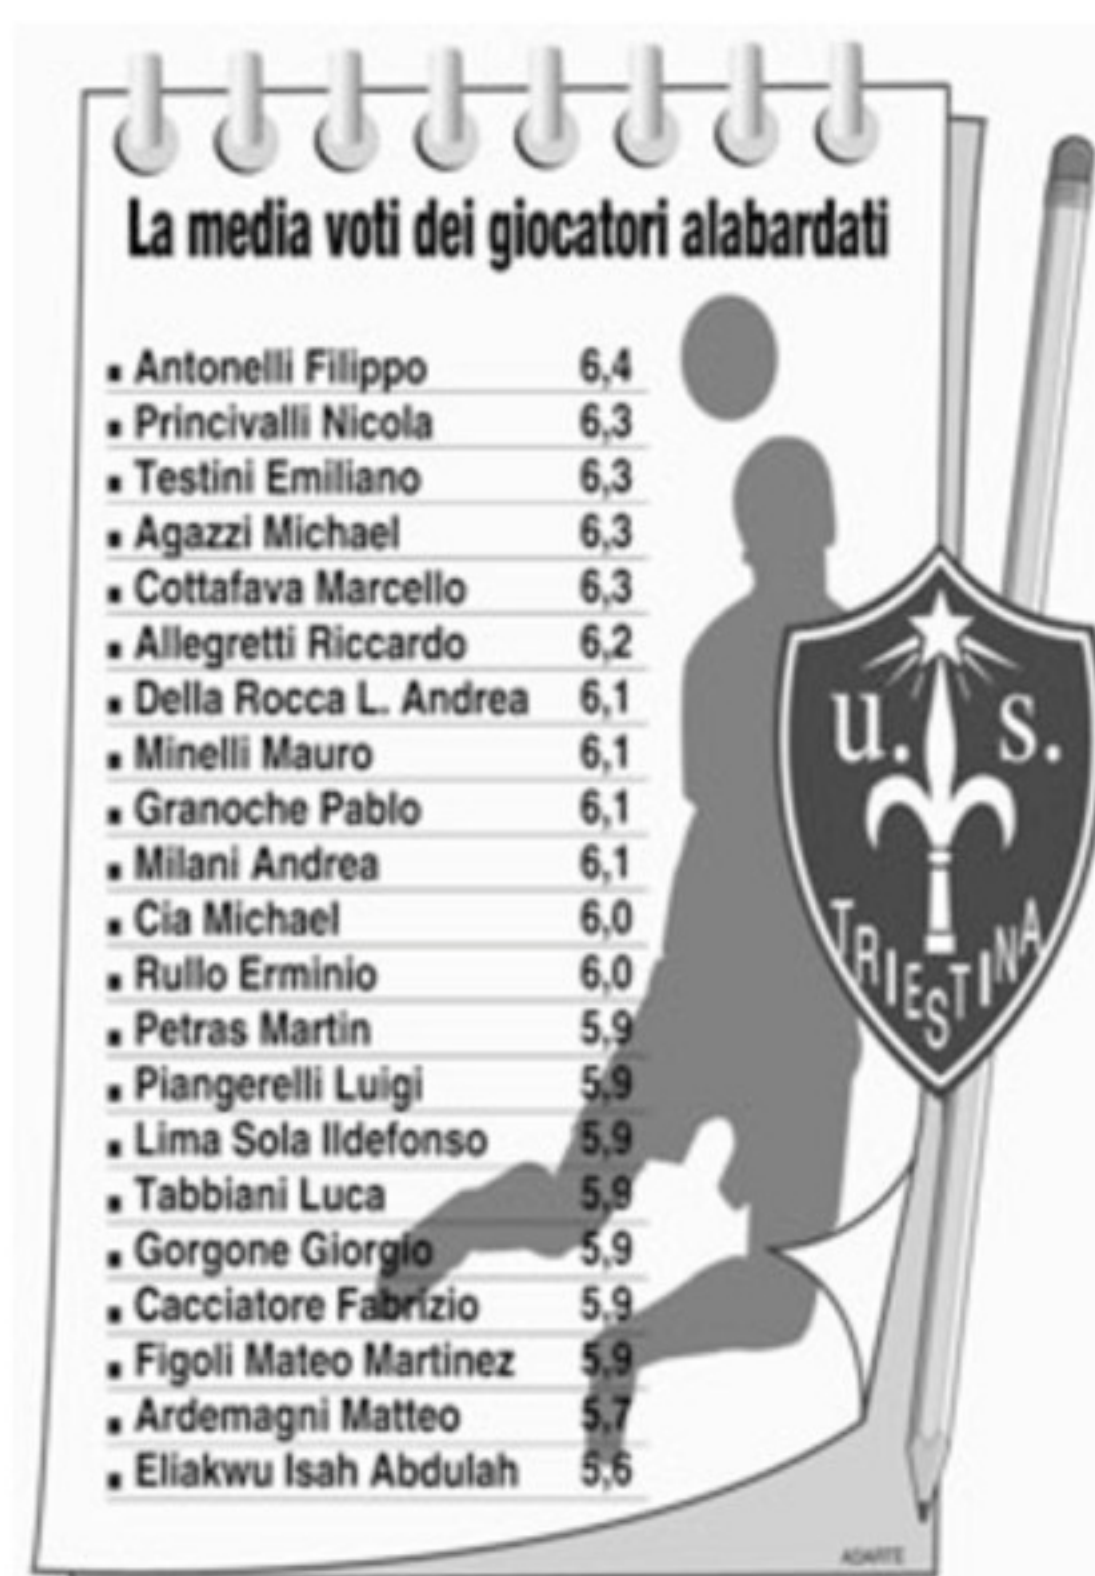 La media voti dei giocatori alabardati
Antonelli Filippo 6,4
Princivalli Nicola 6,3
Testini Emiliano 6,3
Agazzi Michael 6,3
Cottafava Marcello 6,3
Allegretti Riccardo 6,2
Della Rocca L. Andrea 6,1
Minelli Mauro 6,1
Granoche Pablo 6,1
Milani Andrea 6,1
Cia Michael 6,0
Rullo Erminio 6,0
Petras Martin 5,9
Piangerelli Luigi 5,9
Lima Sola Ildefonso 5,9
Tabbiani Luca 5,9
Gorgone Giorgio 5,9
Cacciatore Fabrizio 5,9
Figoli Mateo Martinez 5,9
Ardemagni Matteo 5,7
Eliakwu Isah Abdulah 5,6
u. s.
TRIESTINA